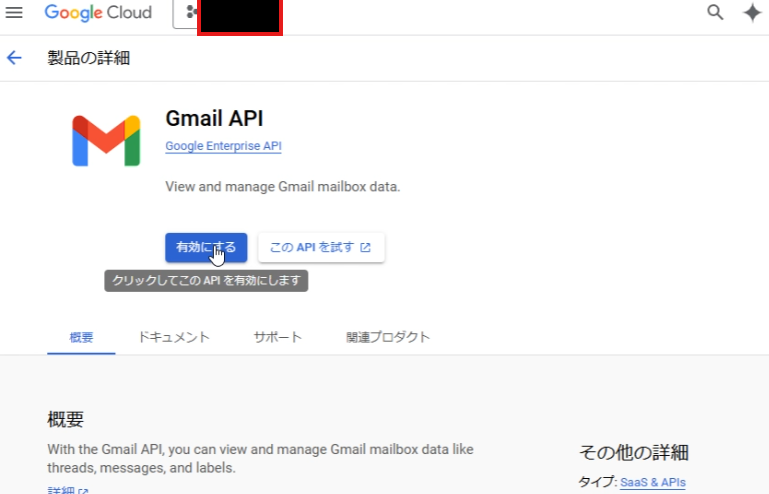 Google Cloud
製品の詳細
Gmail API
Google Enterprise API
View and manage Gmail mailbox data.
有効にする
この API を試す
クリックしてこの API を有効にします
概要 ドキュメント サポート 関連プロダクト
概要
With the Gmail API, you can view and manage Gmail mailbox data like
threads, messages, and labels.
詳細
その他の詳細
タイプ: SaaS & APIs